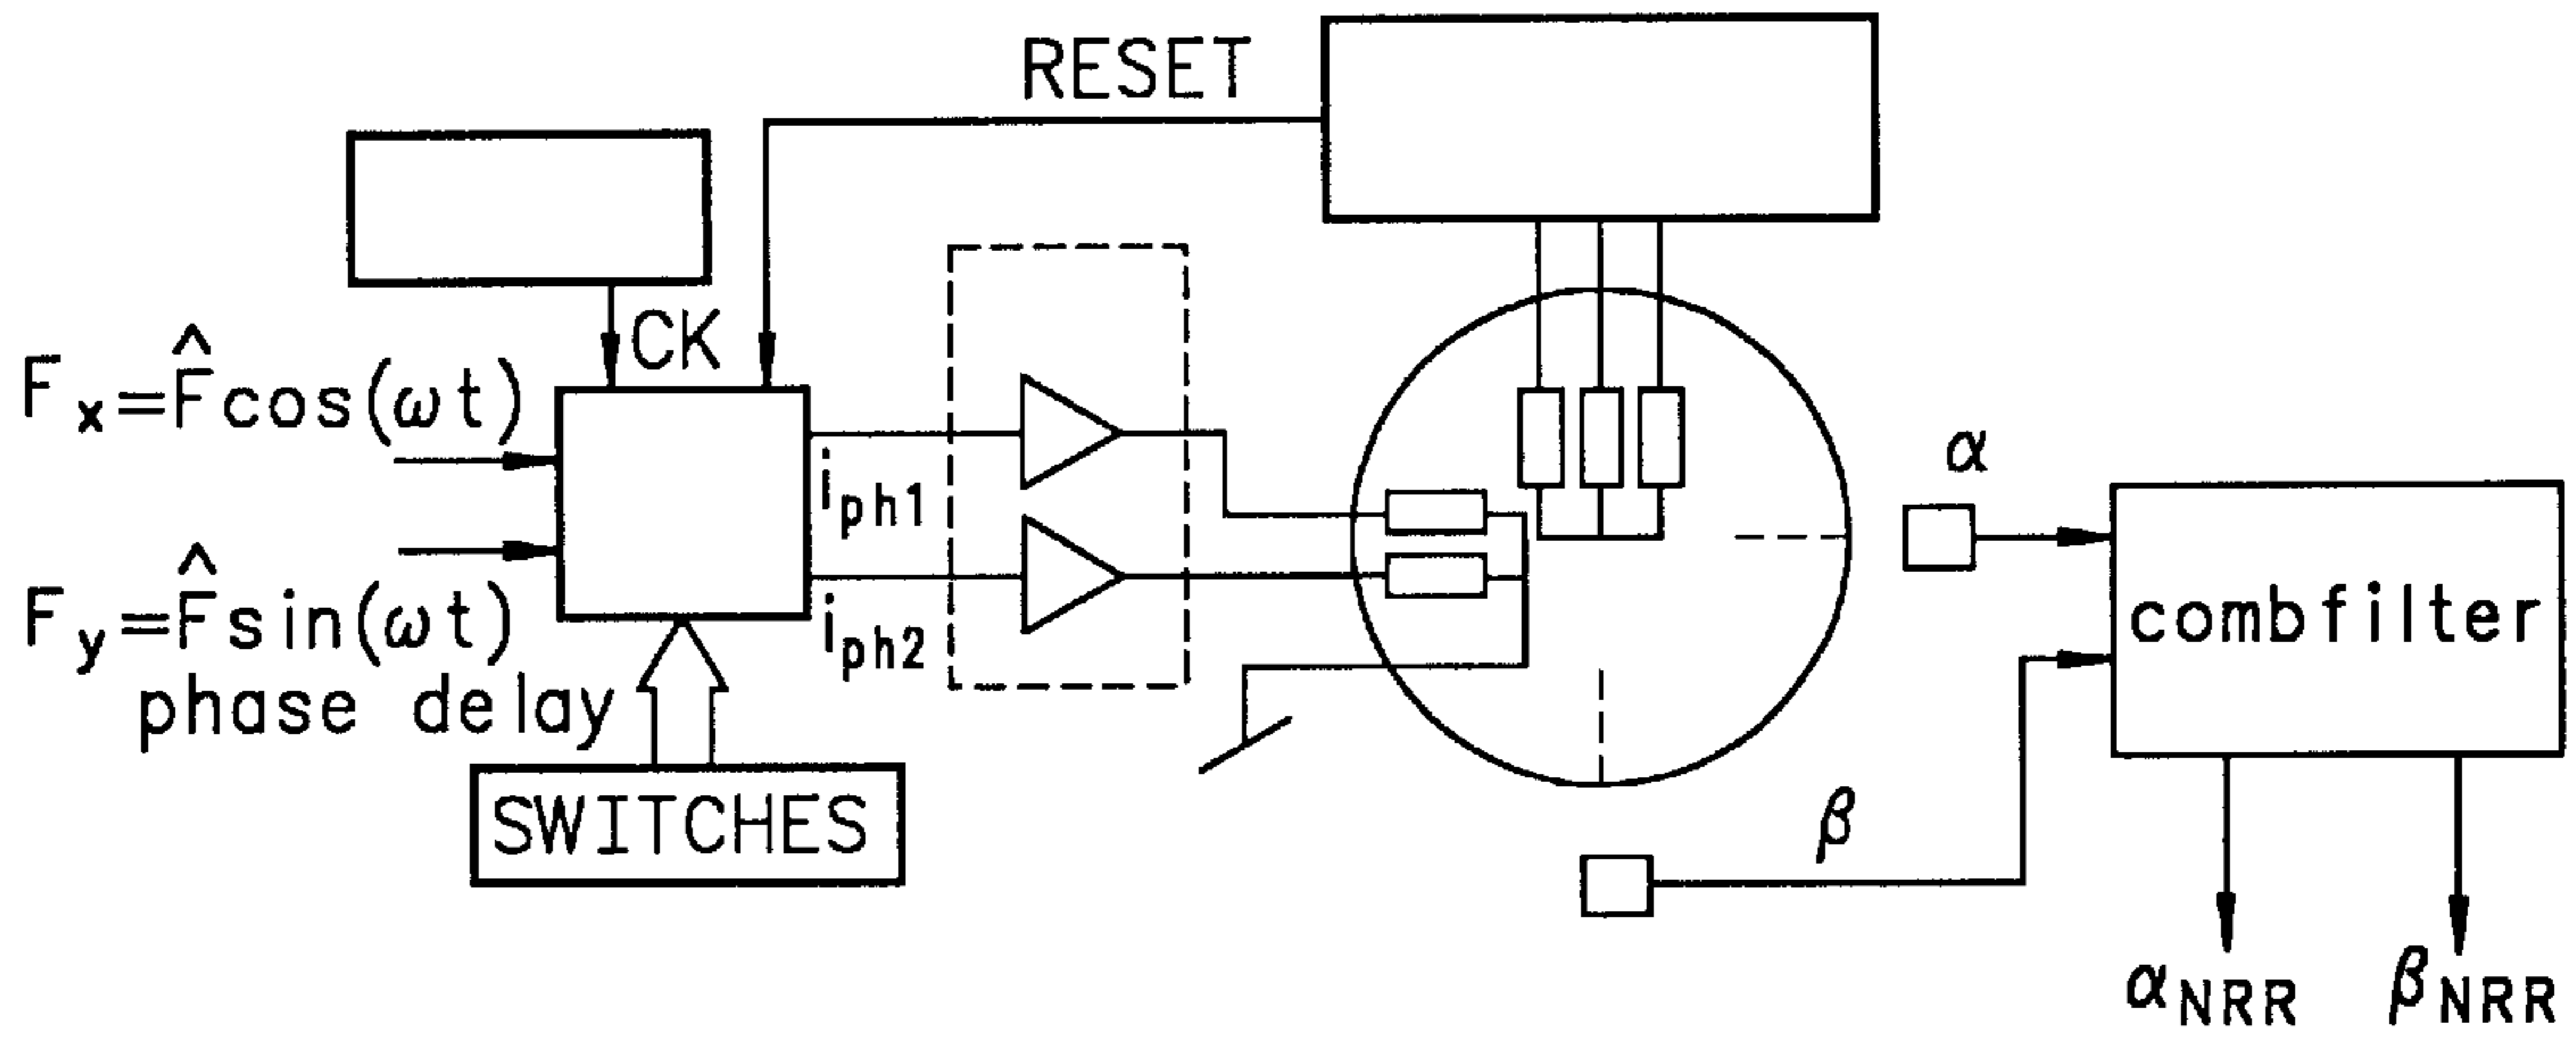 RESET
CK
F_x=F̂cos(ωt)
α
i_ph1
combfilter
F_y=F̂sin(ωt)
i_ph2
phase delay
SWITCHES
β
α_NRR
β_NRR